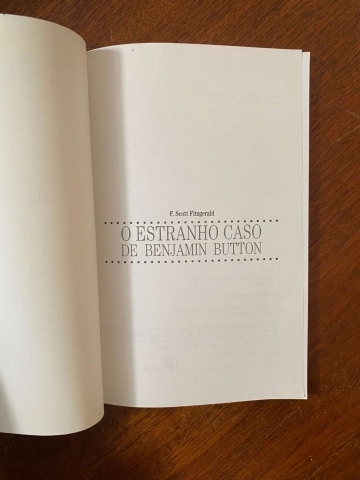 F. Scott Fitzgerald
O ESTRANHO CASO
DE BENJAMIN BUTTON